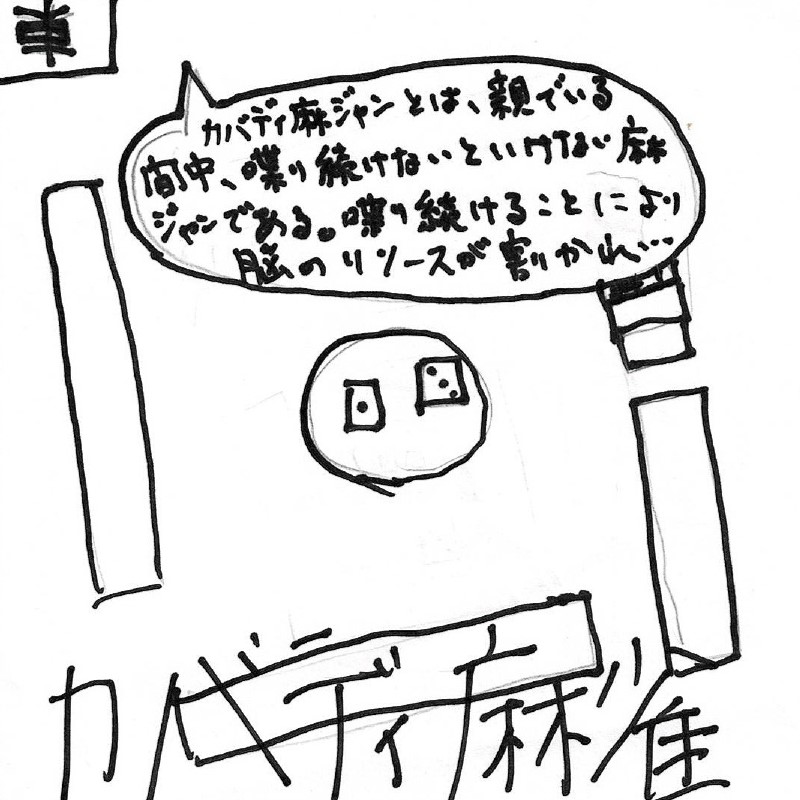 東
カバディ麻ジャンとは、親でいる
間中、喋り続けないといけない麻
ジャンである。喋り続けることにより
脳のリソースが割かれ…
カバディ麻雀